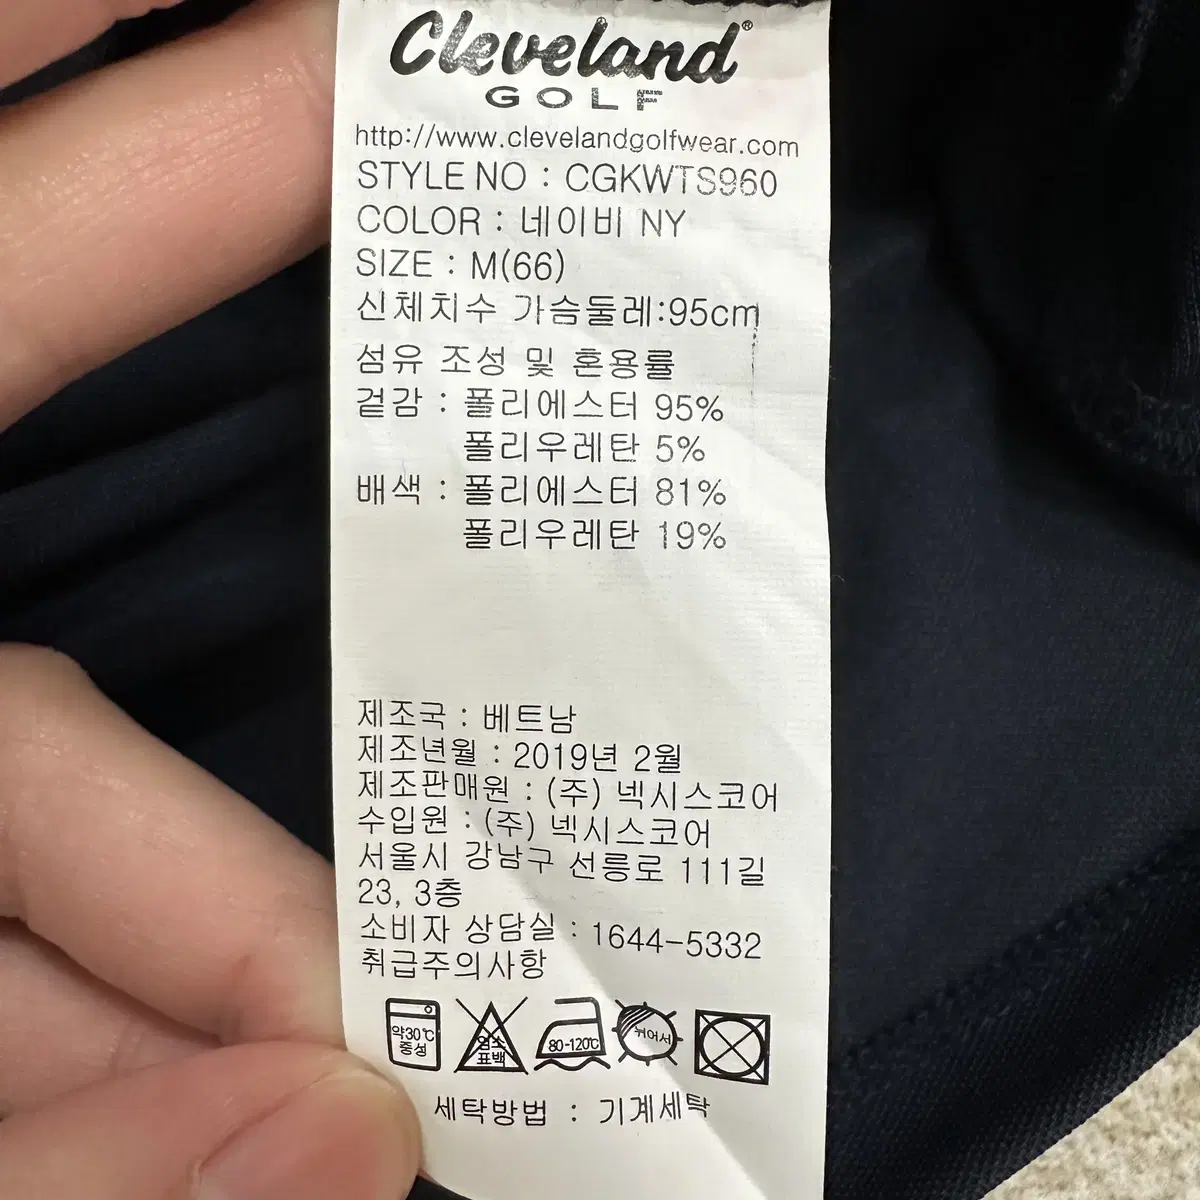 Cleveland®
GOLF
http://www.clevelandgolfwear.com
STYLE NO : CGKWTS960
COLOR : 네이비 NY
SIZE : M(66)
신체치수 가슴둘레:95cm
섬유 조성 및 혼용률
겉감 : 폴리에스터 95%
폴리우레탄 5%
배색 : 폴리에스터 81%
폴리우레탄 19%
제조국 : 베트남
제조년월 : 2019년 2월
제조판매원 : (주) 넥시스코어
수입원 : (주) 넥시스코어
서울시 강남구 선릉로 111길
23, 3층
소비자 상담실 : 1644-5332
취급주의사항
약30℃
중성
염소
표백
80-120℃
뉘어서
세탁방법 : 기계세탁